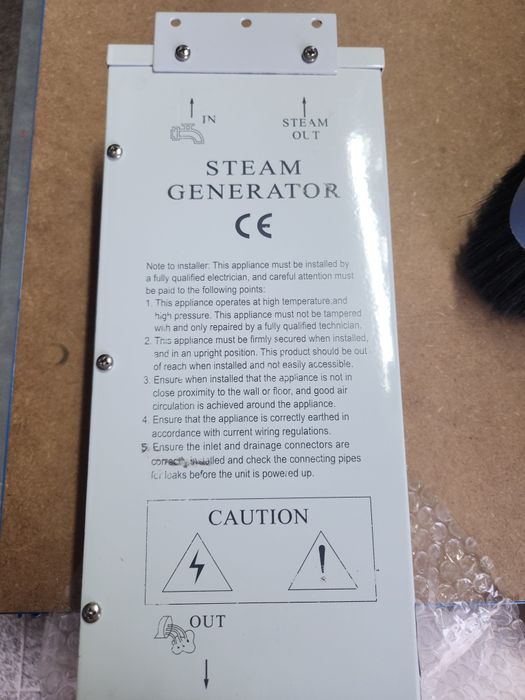 IN
STEAM
OUT
STEAM
GENERATOR
CE
Note to installer: This appliance must be installed by
a fully qualified electrician, and careful attention must
be paid to the following points:
1. This appliance operates at high temperature,and
high pressure. This appliance must not be tampered
with and only repaired by a fully qualified technician.
2. This appliance must be firmly secured when installed,
and in an upright position. This product should be out
of reach when installed and not easily accessible.
3. Ensure when installed that the appliance is not in
close proximity to the wall or floor, and good air
circulation is achieved around the appliance.
4. Ensure that the appliance is correctly earthed in
accordance with current wiring regulations.
5. Ensure the inlet and drainage connectors are
correctly installed and check the connecting pipes
for leaks before the unit is powered up.
CAUTION
OUT